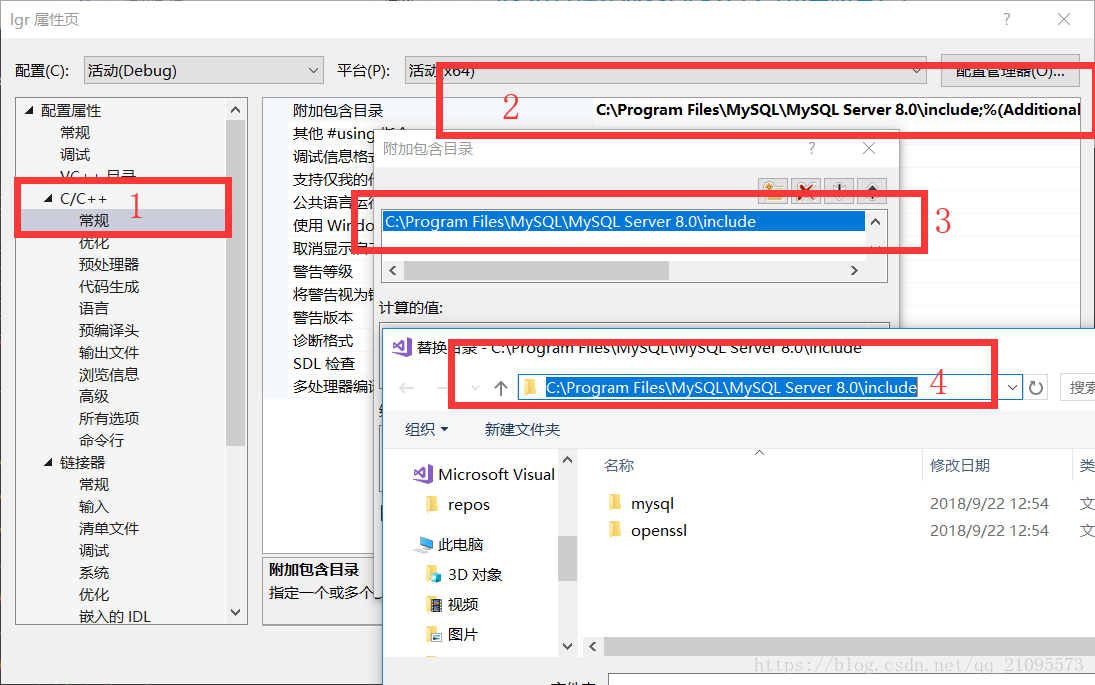 lgr 属性页
配置(C): 活动(Debug) 平台(P): 活动(x64) 配置管理器(O)...
配置属性
常规
调试
VC++ 目录
C/C++
常规
优化
预处理器
代码生成
语言
预编译头
输出文件
浏览信息
高级
所有选项
命令行
链接器
常规
输入
清单文件
调试
系统
优化
嵌入的 IDL
1
附加包含目录 C:\Program Files\MySQL\MySQL Server 8.0\include;%(Additional
2
其他 #using 指令
调试信息格式
支持仅我的
公共语言运行
使用 Windo
取消显示
警告等级
将警告视为
警告版本
诊断格式
SDL 检查
多处理器编译
附加包含目录
指定一个或多个
附加包含目录
C:\Program Files\MySQL\MySQL Server 8.0\include
3
计算的值:
替换目录 - C:\Program Files\MySQL\MySQL Server 8.0\include
C:\Program Files\MySQL\MySQL Server 8.0\include
4
搜索
组织 新建文件夹
Microsoft Visual
repos
此电脑
3D 对象
视频
图片
名称 修改日期 类
mysql 2018/9/22 12:54 文
openssl 2018/9/22 12:54 文
https://blog.csdn.net/qq_21095573